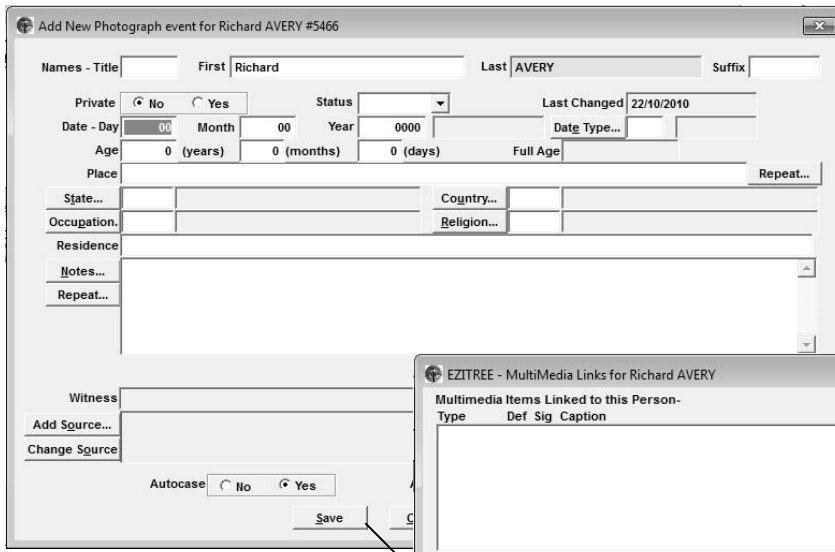 Add New Photograph event for Richard AVERY #5466
Names - Title First Richard Last AVERY Suffix
Private No Yes Status Last Changed 22/10/2010
Date - Day 00 Month 00 Year 0000 Date Type...
Age 0 (years) 0 (months) 0 (days) Full Age
Place Repeat...
State... Country...
Occupation. Religion...
Residence
Notes...
Repeat...
EZITREE - MultiMedia Links for Richard AVERY
Multimedia Items Linked to this Person-
Type Def Sig Caption
Witness
Add Source...
Change Source
Autocase No Yes
Save